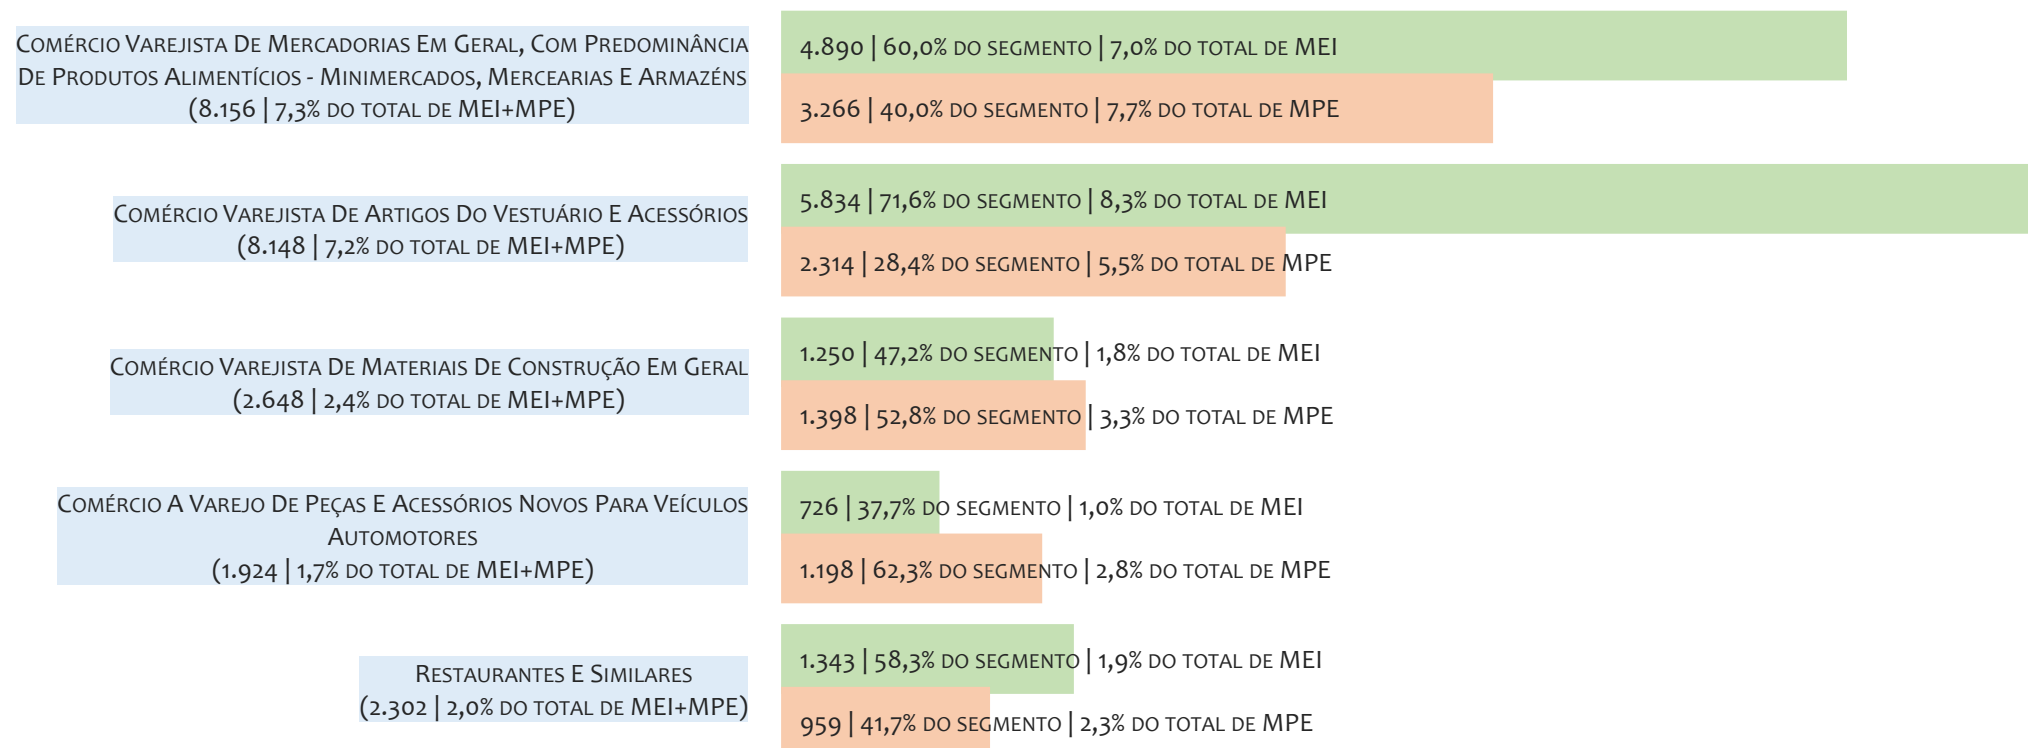 Comércio Varejista De Mercadorias Em Geral, Com Predominância
De Produtos Alimentícios - Minimercados, Mercearias E Armazéns
(8.156 | 7,3% do total de MEI+MPE)
4.890 | 60,0% do segmento | 7,0% do total de MEI
3.266 | 40,0% do segmento | 7,7% do total de MPE
Comércio Varejista De Artigos Do Vestuário E Acessórios
(8.148 | 7,2% do total de MEI+MPE)
5.834 | 71,6% do segmento | 8,3% do total de MEI
2.314 | 28,4% do segmento | 5,5% do total de MPE
Comércio Varejista De Materiais De Construção Em Geral
(2.648 | 2,4% do total de MEI+MPE)
1.250 | 47,2% do segmento | 1,8% do total de MEI
1.398 | 52,8% do segmento | 3,3% do total de MPE
Comércio A Varejo De Peças E Acessórios Novos Para Veículos
Automotores
(1.924 | 1,7% do total de MEI+MPE)
726 | 37,7% do segmento | 1,0% do total de MEI
1.198 | 62,3% do segmento | 2,8% do total de MPE
Restaurantes E Similares
(2.302 | 2,0% do total de MEI+MPE)
1.343 | 58,3% do segmento | 1,9% do total de MEI
959 | 41,7% do segmento | 2,3% do total de MPE